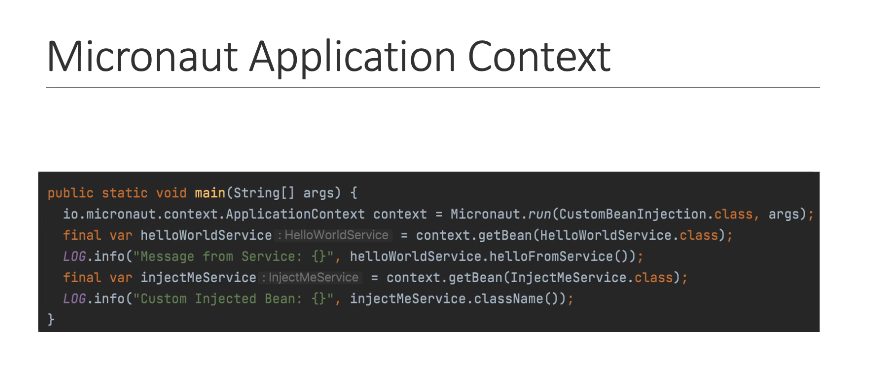 Micronaut Application Context
public static void main(String[] args) {
io.micronaut.context.ApplicationContext context = Micronaut.run(CustomBeanInjection.class, args);
final var helloWorldService : HelloWorldService = context.getBean(HelloWorldService.class);
LOG.info("Message from Service: {}", helloWorldService.helloFromService());
final var injectMeService : InjectMeService = context.getBean(InjectMeService.class);
LOG.info("Custom Injected Bean: {}", injectMeService.className());
}